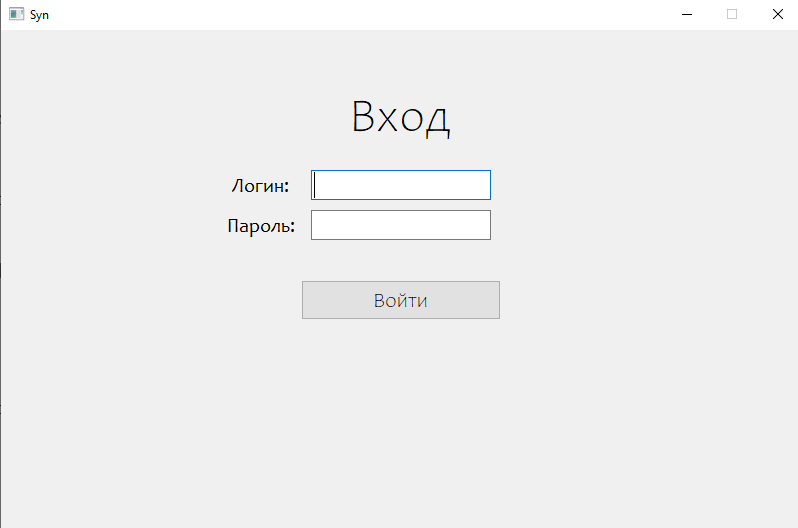 Syn
Вход
Логин:
Пароль:
Войти